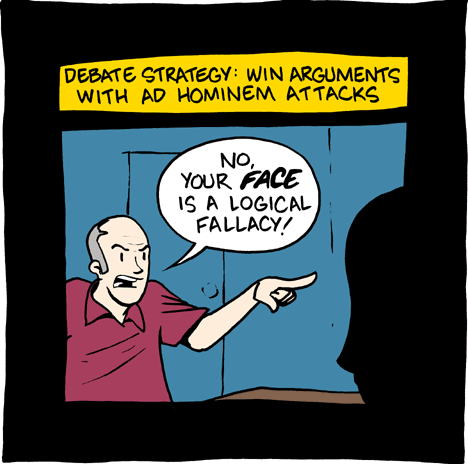 DEBATE STRATEGY: WIN ARGUMENTS
WITH AD HOMINEM ATTACKS
NO,
YOUR FACE
IS A LOGICAL
FALLACY!